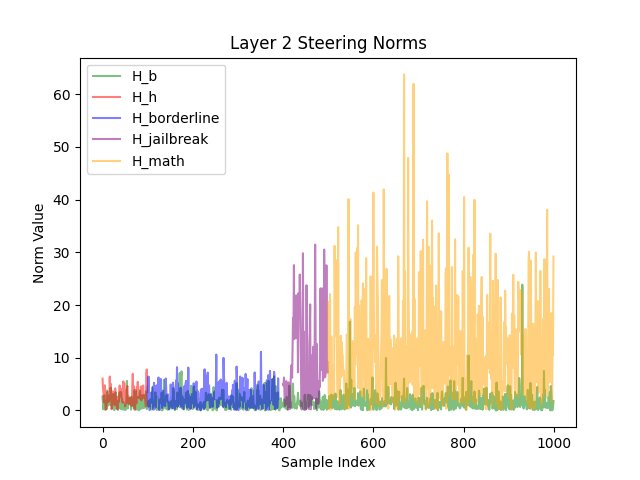 Layer 2 Steering Norms
H_b
H_h
H_borderline
H_jailbreak
H_math
Norm Value
60
50
40
30
20
10
0
0 200 400 600 800 1000
Sample Index